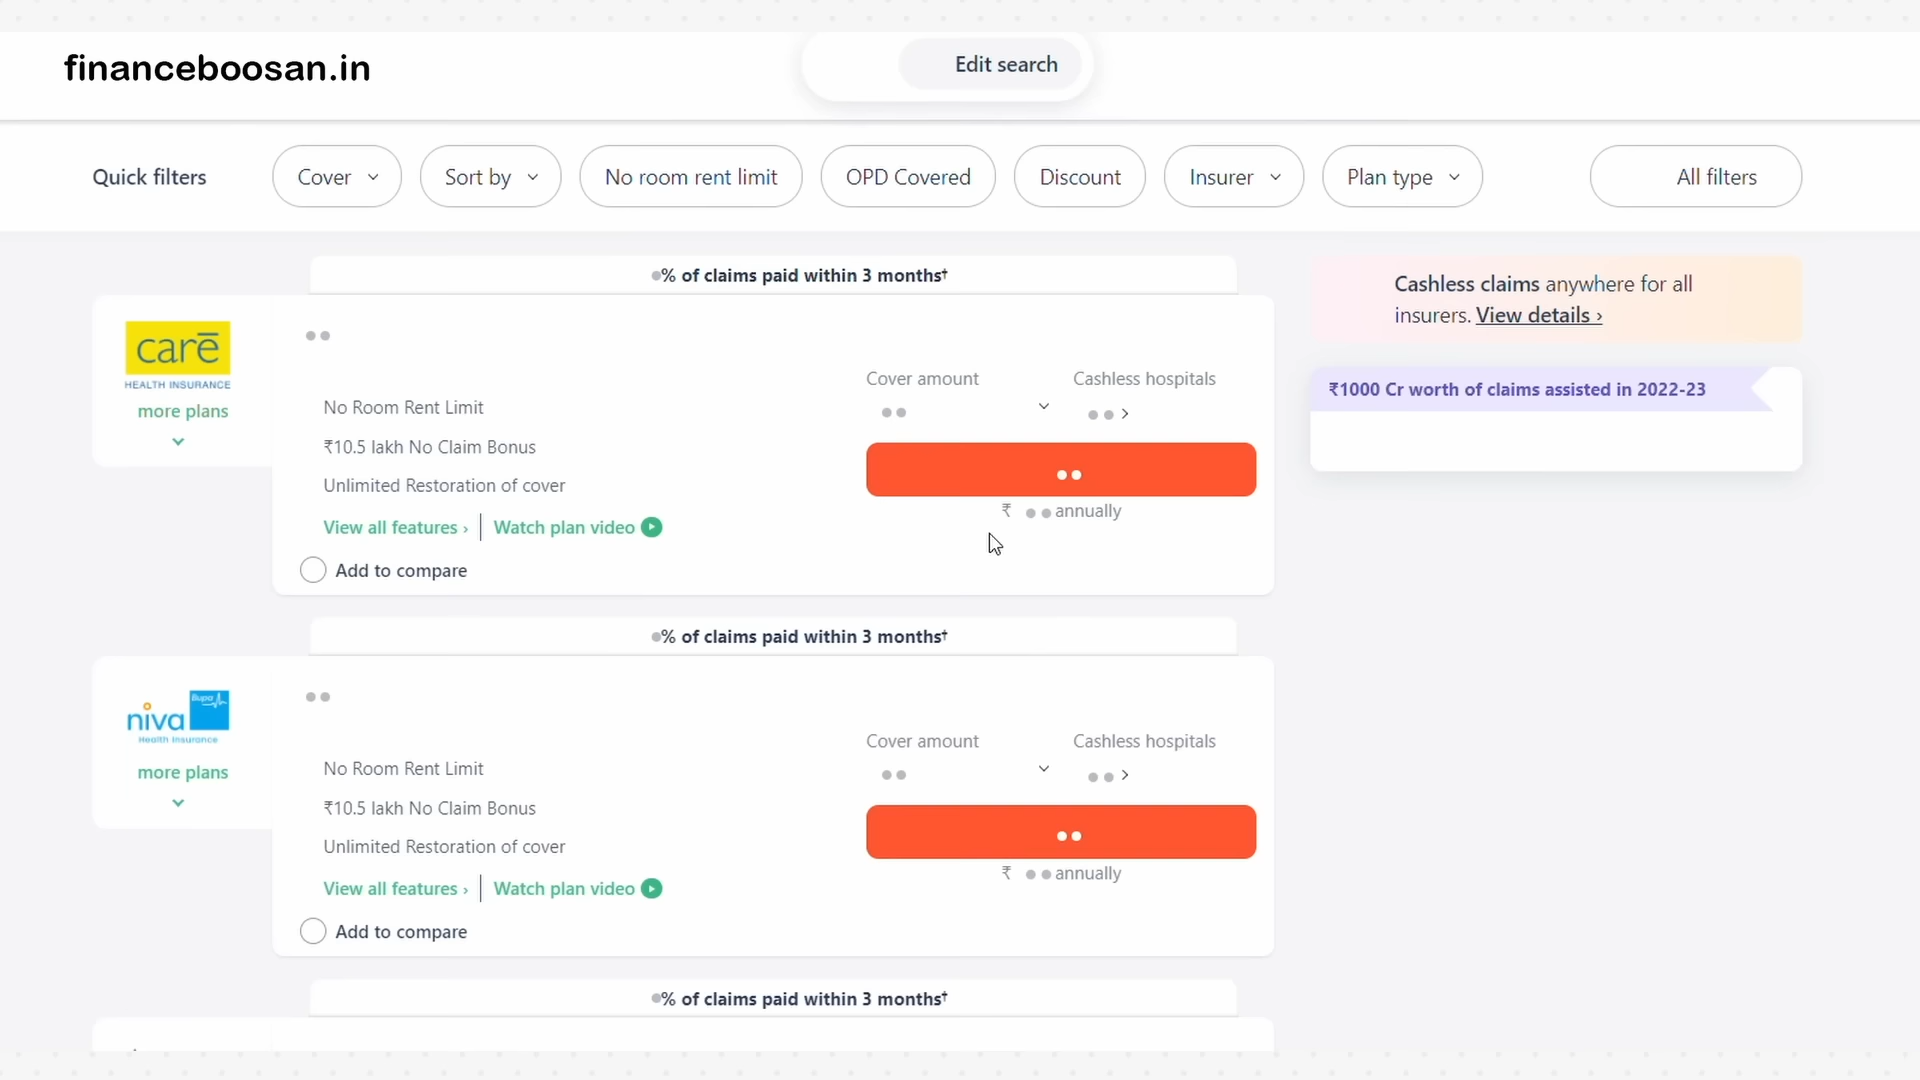 financeboosan.in
Edit search
Quick filters
Cover
Sort by
No room rent limit
OPD Covered
Discount
Insurer
Plan type
All filters
% of claims paid within 3 months†
carē
HEALTH INSURANCE
more plans
No Room Rent Limit
₹10.5 lakh No Claim Bonus
Unlimited Restoration of cover
View all features ›
Watch plan video
Add to compare
Cover amount
Cashless hospitals
₹ annually
Cashless claims anywhere for all
insurers. View details ›
₹1000 Cr worth of claims assisted in 2022-23
% of claims paid within 3 months†
niva
Bupa
Health Insurance
more plans
No Room Rent Limit
₹10.5 lakh No Claim Bonus
Unlimited Restoration of cover
View all features ›
Watch plan video
Add to compare
Cover amount
Cashless hospitals
₹ annually
% of claims paid within 3 months†